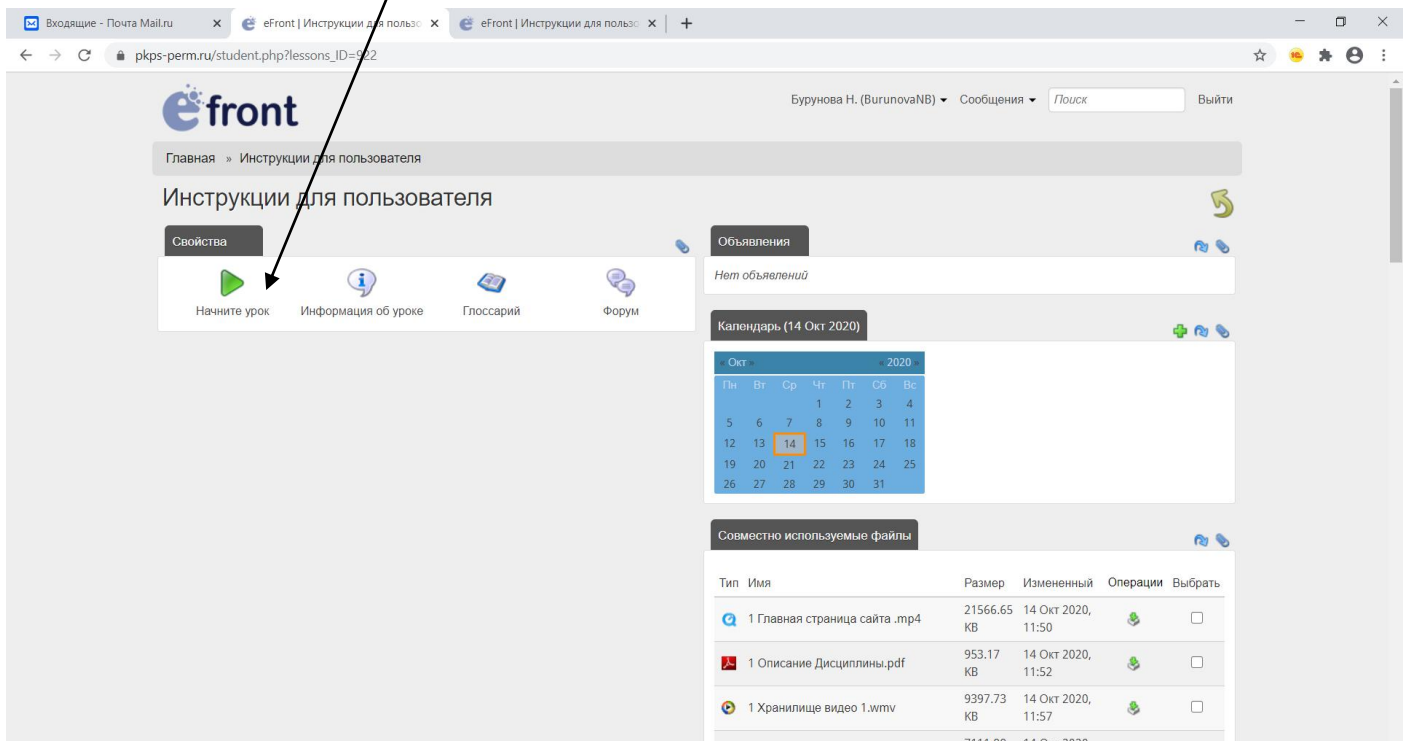 Входящие - Почта Mail.ru
eFront | Инструкции для пользо
eFront | Инструкции для пользо
pkps-perm.ru/student.php?lessons_ID=922
efront
Бурунова Н. (BurunovaNB) Сообщения Поиск Выйти
Главная » Инструкции для пользователя
Инструкции для пользователя
Свойства
Начните урок Информация об уроке Глоссарий Форум
Объявления
Нет объявлений
Календарь (14 Окт 2020)
« Окт » « 2020 »
Пн Вт Ср Чт Пт Сб Вс
1 2 3 4
5 6 7 8 9 10 11
12 13 14 15 16 17 18
19 20 21 22 23 24 25
26 27 28 29 30 31
Совместно используемые файлы
Тип Имя Размер Измененный Операции Выбрать
1 Главная страница сайта .mp4 21566.65 KB 14 Окт 2020, 11:50
1 Описание Дисциплины.pdf 953.17 KB 14 Окт 2020, 11:52
1 Хранилище видео 1.wmv 9397.73 KB 14 Окт 2020, 11:57